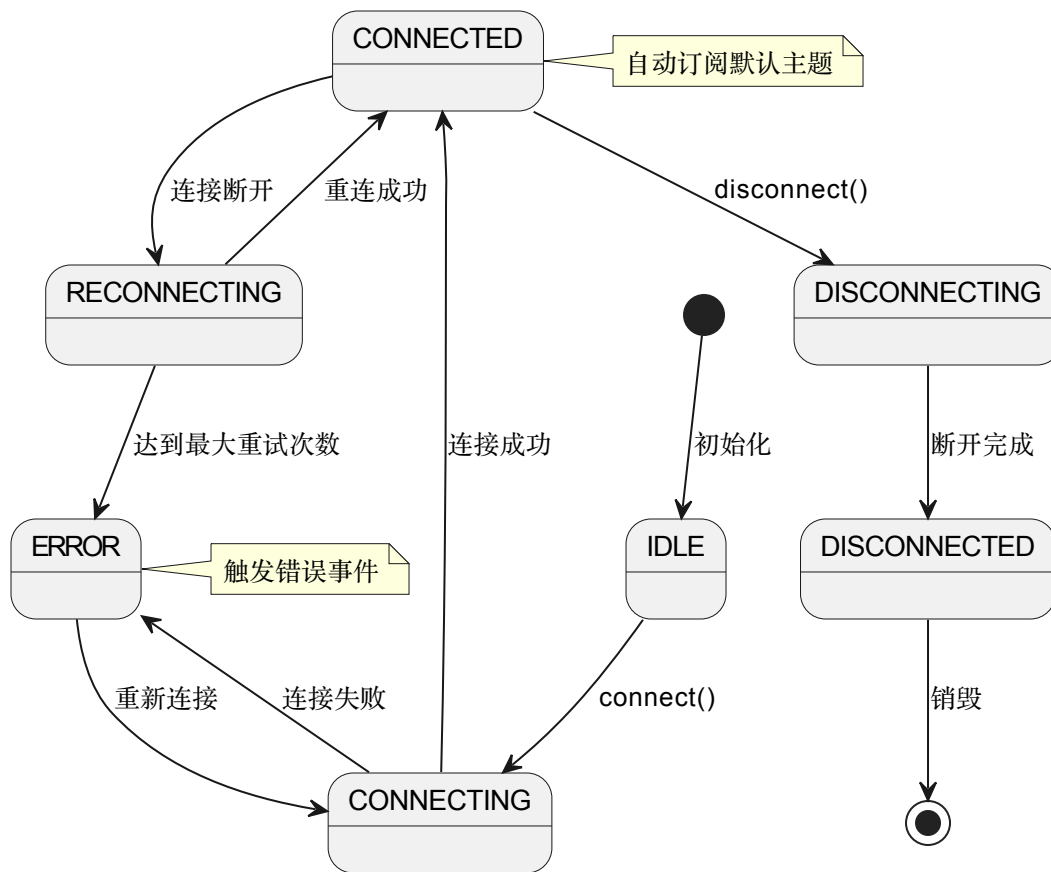 CONNECTED
自动订阅默认主题
连接断开
重连成功
disconnect()
RECONNECTING
DISCONNECTING
达到最大重试次数
连接成功
初始化
断开完成
ERROR
触发错误事件
IDLE
DISCONNECTED
重新连接
连接失败
connect()
销毁
CONNECTING